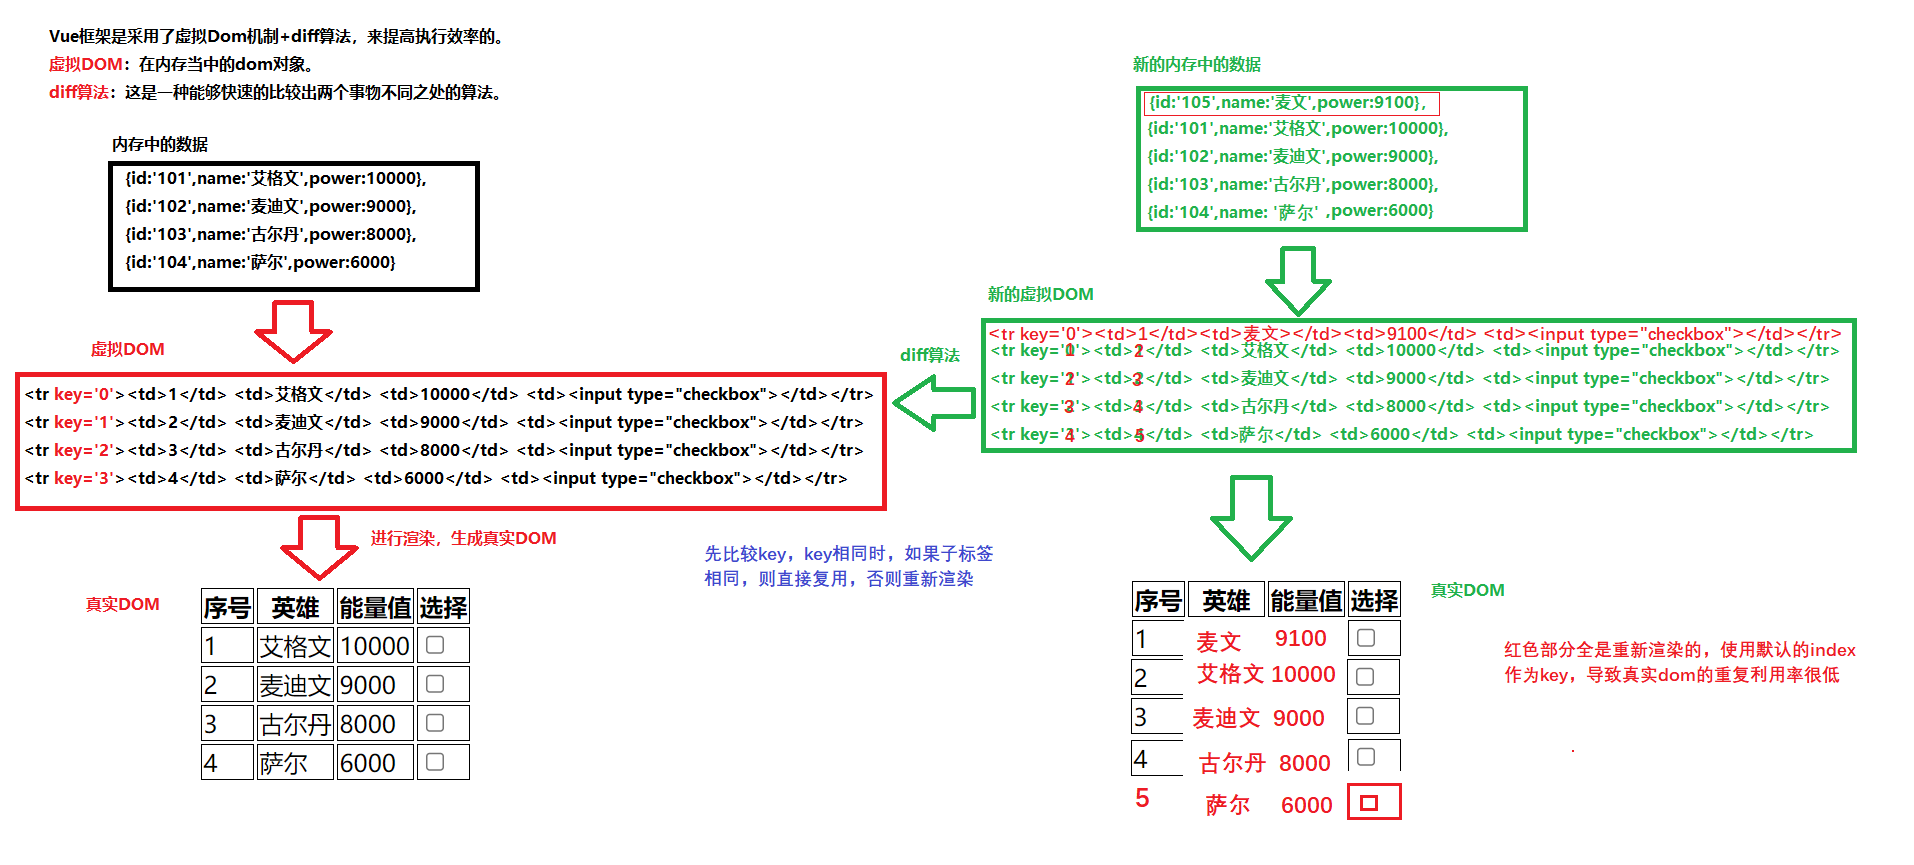 Vue框架是采用了虚拟Dom机制+diff算法，来提高执行效率的。
虚拟DOM：在内存当中的dom对象。
diff算法：这是一种能够快速的比较出两个事物不同之处的算法。
内存中的数据
{id:'101',name:'艾格文',power:10000},
{id:'102',name:'麦迪文',power:9000},
{id:'103',name:'古尔丹',power:8000},
{id:'104',name:'萨尔',power:6000}
虚拟DOM
<tr key='0'><td>1</td> <td>艾格文</td> <td>10000</td> <td><input type="checkbox"></td></tr>
<tr key='1'><td>2</td> <td>麦迪文</td> <td>9000</td> <td><input type="checkbox"></td></tr>
<tr key='2'><td>3</td> <td>古尔丹</td> <td>8000</td> <td><input type="checkbox"></td></tr>
<tr key='3'><td>4</td> <td>萨尔</td> <td>6000</td> <td><input type="checkbox"></td></tr>
进行渲染，生成真实DOM
真实DOM
序号 英雄 能量值 选择
1 艾格文 10000
2 麦迪文 9000
3 古尔丹 8000
4 萨尔 6000
先比较key，key相同时，如果子标签
相同，则直接复用，否则重新渲染
diff算法
新的内存中的数据
{id:'105',name:'麦文',power:9100},
{id:'101',name:'艾格文',power:10000},
{id:'102',name:'麦迪文',power:9000},
{id:'103',name:'古尔丹',power:8000},
{id:'104',name: '萨尔' ,power:6000}
新的虚拟DOM
<tr key='0'><td>1</td><td>麦文></td><td>9100</td> <td><input type="checkbox"></td></tr>
<tr key='1'><td>2</td> <td>艾格文</td> <td>10000</td> <td><input type="checkbox"></td></tr>
<tr key='2'><td>3</td> <td>麦迪文</td> <td>9000</td> <td><input type="checkbox"></td></tr>
<tr key='3'><td>4</td> <td>古尔丹</td> <td>8000</td> <td><input type="checkbox"></td></tr>
<tr key='4'><td>5</td> <td>萨尔</td> <td>6000</td> <td><input type="checkbox"></td></tr>
真实DOM
序号 英雄 能量值 选择
1 麦文 9100
2 艾格文 10000
3 麦迪文 9000
4 古尔丹 8000
5 萨尔 6000
红色部分全是重新渲染的，使用默认的index
作为key，导致真实dom的重复利用率很低